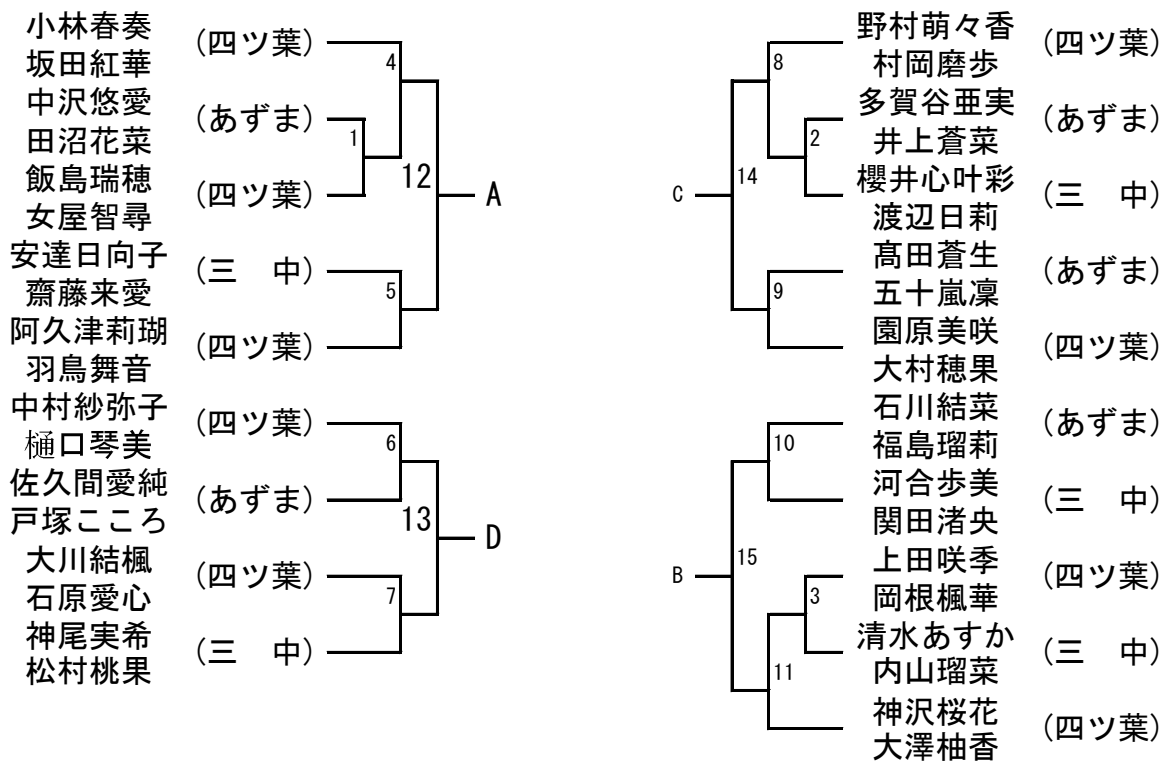 小林春奏
坂田紅華
(四ツ葉)
中沢悠愛
田沼花菜
(あずま)
飯島瑞穂
女屋智尋
(四ツ葉)
安達日向子
齋藤来愛
(三　中)
阿久津莉瑚
羽鳥舞音
(四ツ葉)
中村紗弥子
樋口琴美
(四ツ葉)
佐久間愛純
戸塚こころ
(あずま)
大川結楓
石原愛心
(四ツ葉)
神尾実希
松村桃果
(三　中)
4
1
12
A
5
6
13
D
7
8
2
14
C
9
10
15
B
3
11
野村萌々香
村岡磨歩
(四ツ葉)
多賀谷亜実
井上蒼菜
(あずま)
櫻井心叶彩
渡辺日莉
(三　中)
髙田蒼生
五十嵐凜
(あずま)
園原美咲
大村穂果
(四ツ葉)
石川結菜
福島瑠莉
(あずま)
河合歩美
関田渚央
(三　中)
上田咲季
岡根楓華
(四ツ葉)
清水あすか
内山瑠菜
(三　中)
神沢桜花
大澤柚香
(四ツ葉)